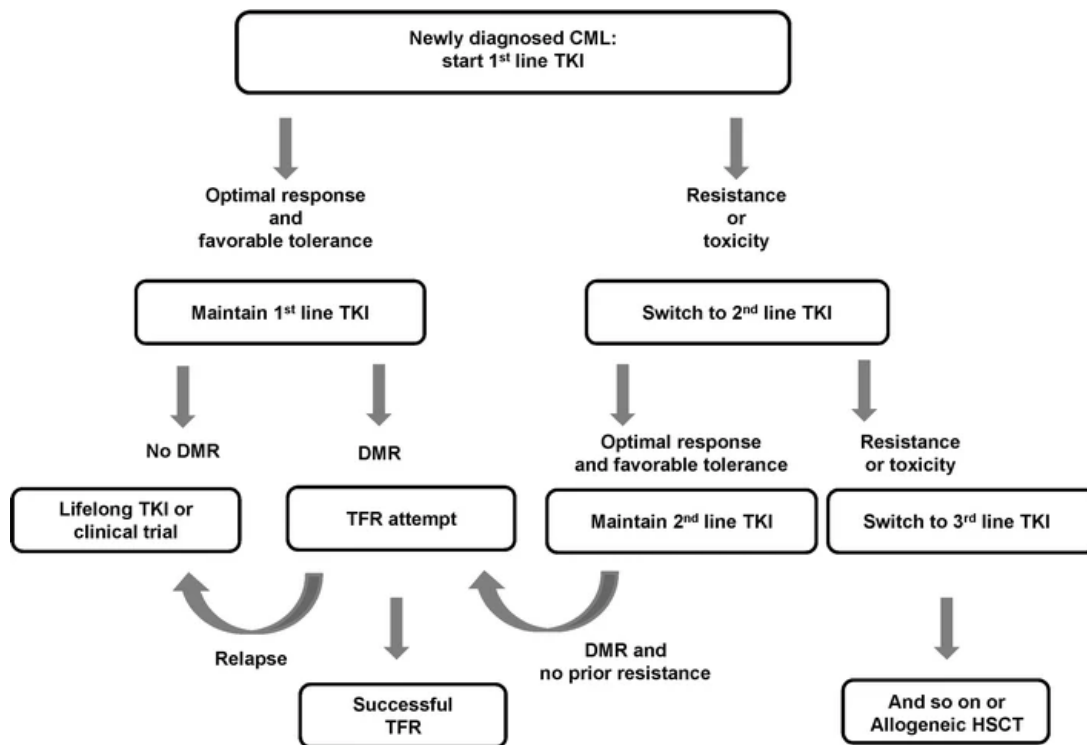 Newly diagnosed CML:
start 1st line TKI
Optimal response
and
favorable tolerance
Resistance
or
toxicity
Maintain 1st line TKI
Switch to 2nd line TKI
No DMR
DMR
Optimal response
and favorable tolerance
Resistance
or toxicity
Lifelong TKI or
clinical trial
TFR attempt
Maintain 2nd line TKI
Switch to 3rd line TKI
Relapse
DMR and
no prior resistance
Successful
TFR
And so on or
Allogeneic HSCT